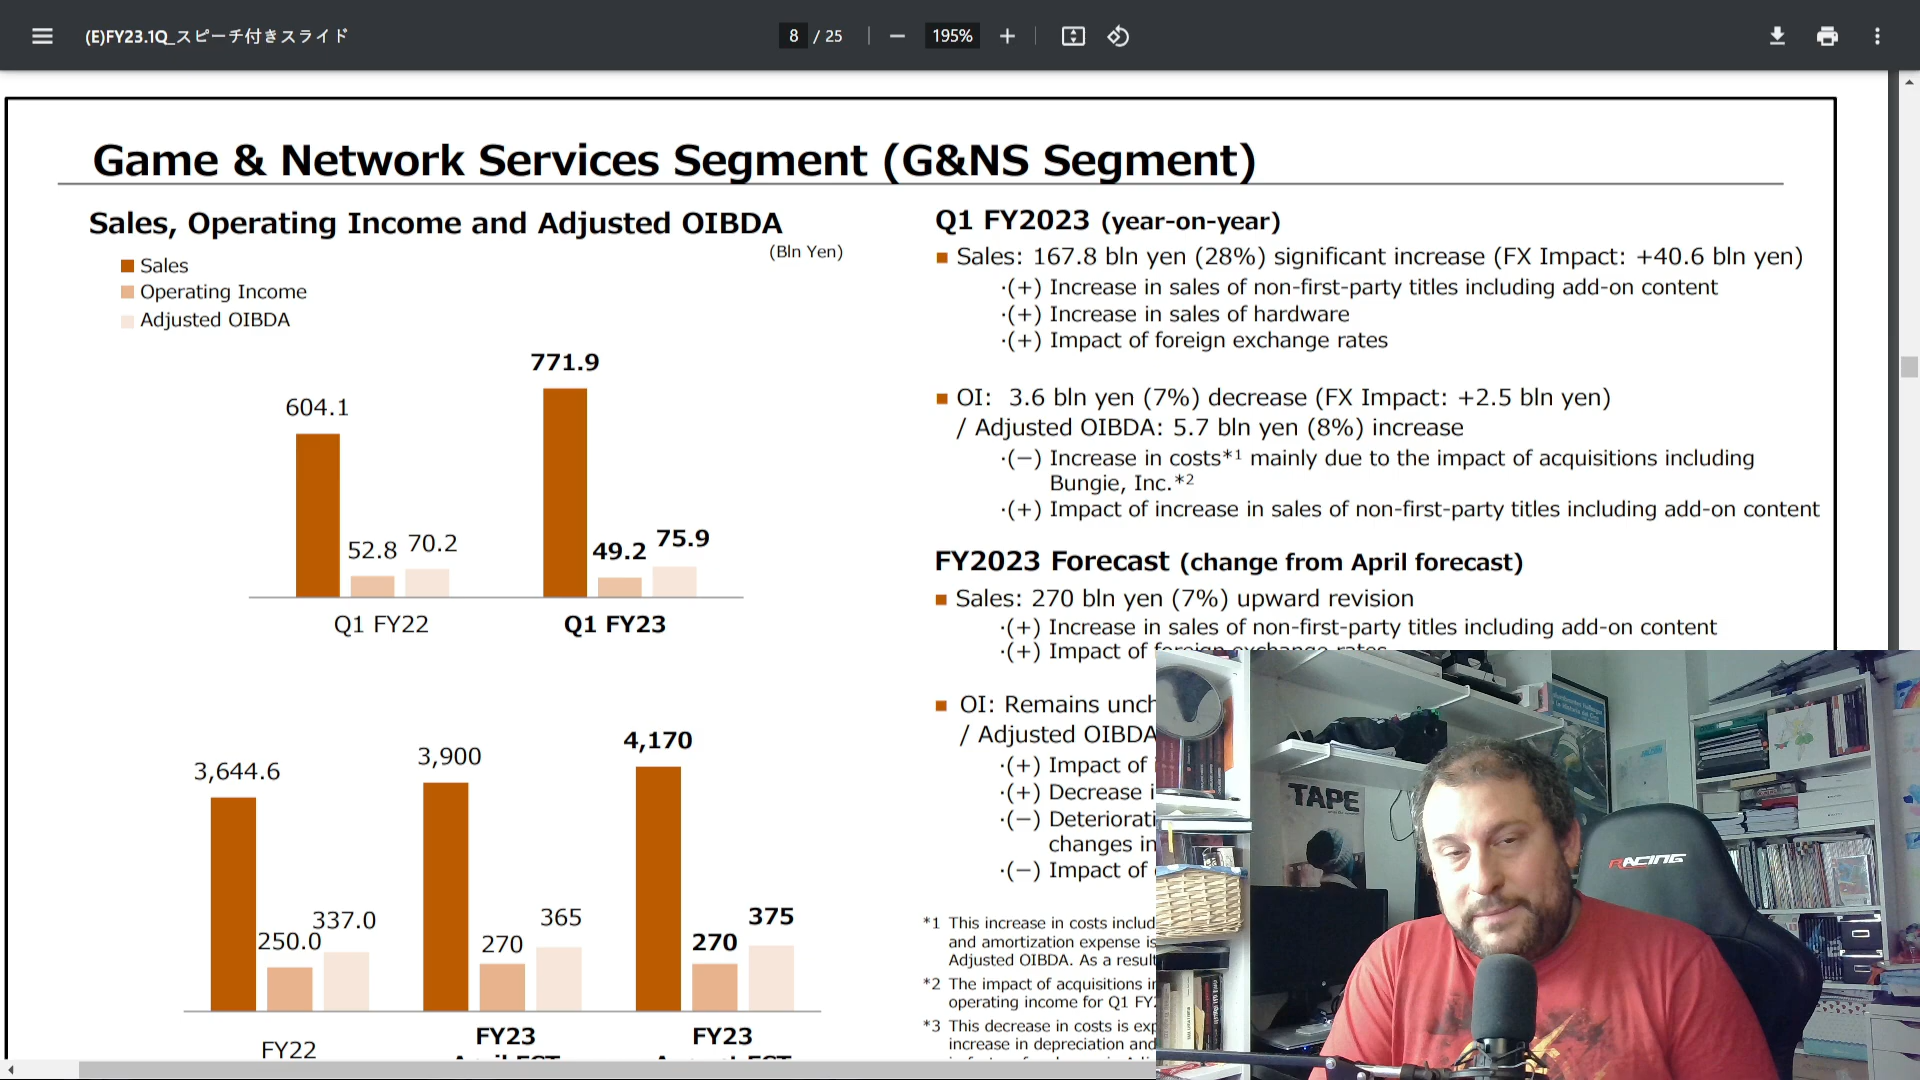 (E)FY23.1Q_スピーチ付きスライド
8 / 25
195%
Game & Network Services Segment (G&NS Segment)
Sales, Operating Income and Adjusted OIBDA
(Bln Yen)
Sales
Operating Income
Adjusted OIBDA
771.9
604.1
52.8
70.2
49.2
75.9
Q1 FY22
Q1 FY23
4,170
3,900
3,644.6
337.0
250.0
365
270
375
270
FY22
FY23
FY23
Q1 FY2023 (year-on-year)
Sales: 167.8 bln yen (28%) significant increase (FX Impact: +40.6 bln yen)
·(+) Increase in sales of non-first-party titles including add-on content
·(+) Increase in sales of hardware
·(+) Impact of foreign exchange rates
OI: 3.6 bln yen (7%) decrease (FX Impact: +2.5 bln yen)
/ Adjusted OIBDA: 5.7 bln yen (8%) increase
·(−) Increase in costs*1 mainly due to the impact of acquisitions including
Bungie, Inc.*2
·(+) Impact of increase in sales of non-first-party titles including add-on content
FY2023 Forecast (change from April forecast)
Sales: 270 bln yen (7%) upward revision
·(+) Increase in sales of non-first-party titles including add-on content
·(+) Impact of foreign exchange rates
OI: Remains unch
/ Adjusted OIBDA
·(+) Impact of
·(+) Decrease i
·(−) Deteriorati
changes in
·(−) Impact of
*1 This increase in costs includ
and amortization expense is
Adjusted OIBDA. As a result
*2 The impact of acquisitions i
operating income for Q1 FY
*3 This decrease in costs is exp
increase in depreciation and
TAPE
RACING